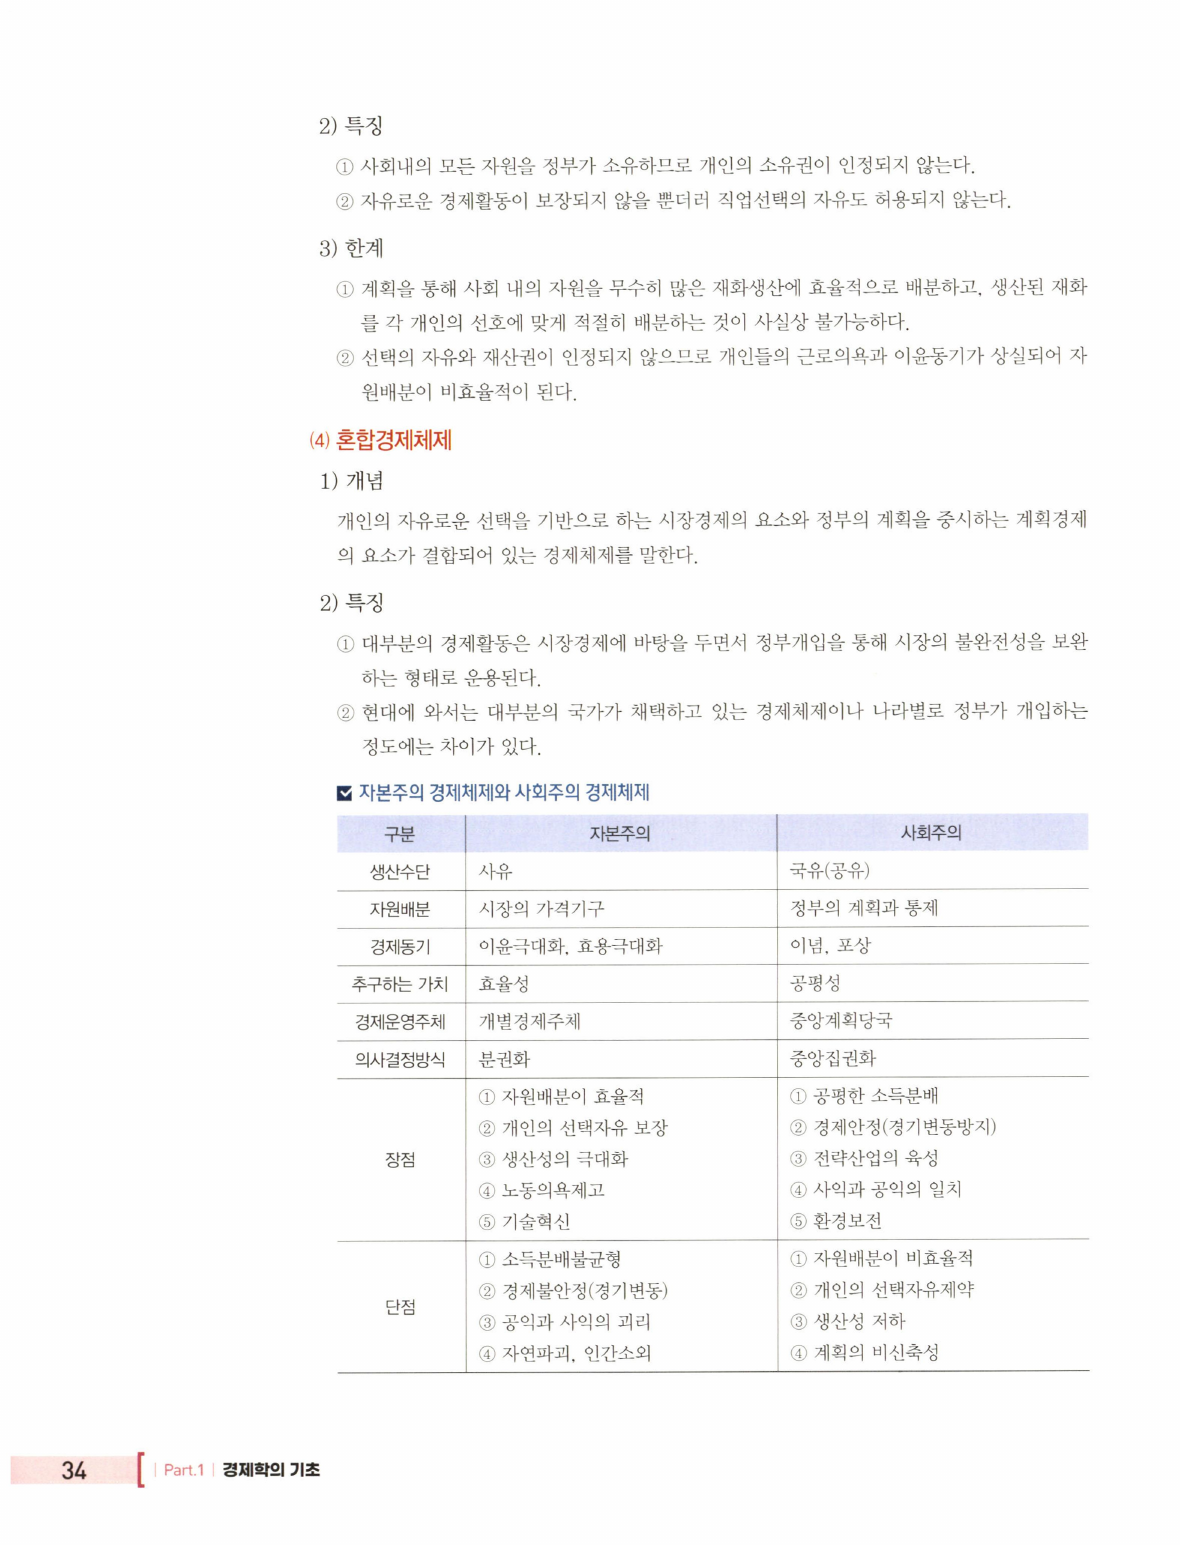 2) 특징
① 사회내의 모든 자원을 정부가 소유하므로 개인의 소유권이 인정되지 않는다.
② 자유로운 경제활동이 보장되지 않을 뿐더러 직업선택의 자유도 허용되지 않는다.
3) 한계
① 계획을 통해 사회 내의 자원을 무수히 많은 재화생산에 효율적으로 배분하고, 생산된 재화
를 각 개인의 선호에 맞게 적절히 배분하는 것이 사실상 불가능하다.
② 선택의 자유와 재산권이 인정되지 않으므로 개인들의 근로의욕과 이윤동기가 상실되어 자
원배분이 비효율적이 된다.
(4) 혼합경제체제
1) 개념
개인의 자유로운 선택을 기반으로 하는 시장경제의 요소와 정부의 계획을 중시하는 계획경제
의 요소가 결합되어 있는 경제체제를 말한다.
2) 특징
① 대부분의 경제활동은 시장경제에 바탕을 두면서 정부개입을 통해 시장의 불완전성을 보완
하는 형태로 운용된다.
② 현대에 와서는 대부분의 국가가 채택하고 있는 경제체제이나 나라별로 정부가 개입하는
정도에는 차이가 있다.
자본주의 경제체제와 사회주의 경제체제
구분 자본주의 사회주의
생산수단 사유 국유(공유)
자원배분 시장의 가격기구 정부의 계획과 통제
경제동기 이윤극대화, 효용극대화 이념, 포상
추구하는 가치 효율성 공평성
경제운영주체 개별경제주체 중앙계획당국
의사결정방식 분권화 중앙집권화
장점
① 자원배분이 효율적
② 개인의 선택자유 보장
③ 생산성의 극대화
④ 노동의욕제고
⑤ 기술혁신
① 공평한 소득분배
② 경제안정(경기변동방지)
③ 전략산업의 육성
④ 사익과 공익의 일치
⑤ 환경보전
단점
① 소득분배불균형
② 경제불안정(경기변동)
③ 공익과 사익의 괴리
④ 자연파괴, 인간소외
① 자원배분이 비효율적
② 개인의 선택자유제약
③ 생산성 저하
④ 계획의 비신축성
34 | Part.1 | 경제학의 기초